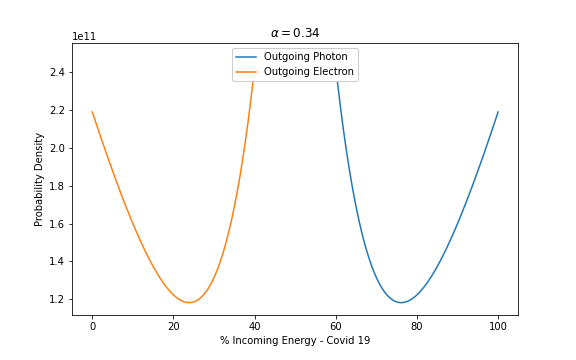 α = 0.34
1e11
Outgoing Photon
Outgoing Electron
2.4
2.2
2.0
1.8
1.6
1.4
1.2
Probability Density
0 20 40 60 80 100
% Incoming Energy - Covid 19